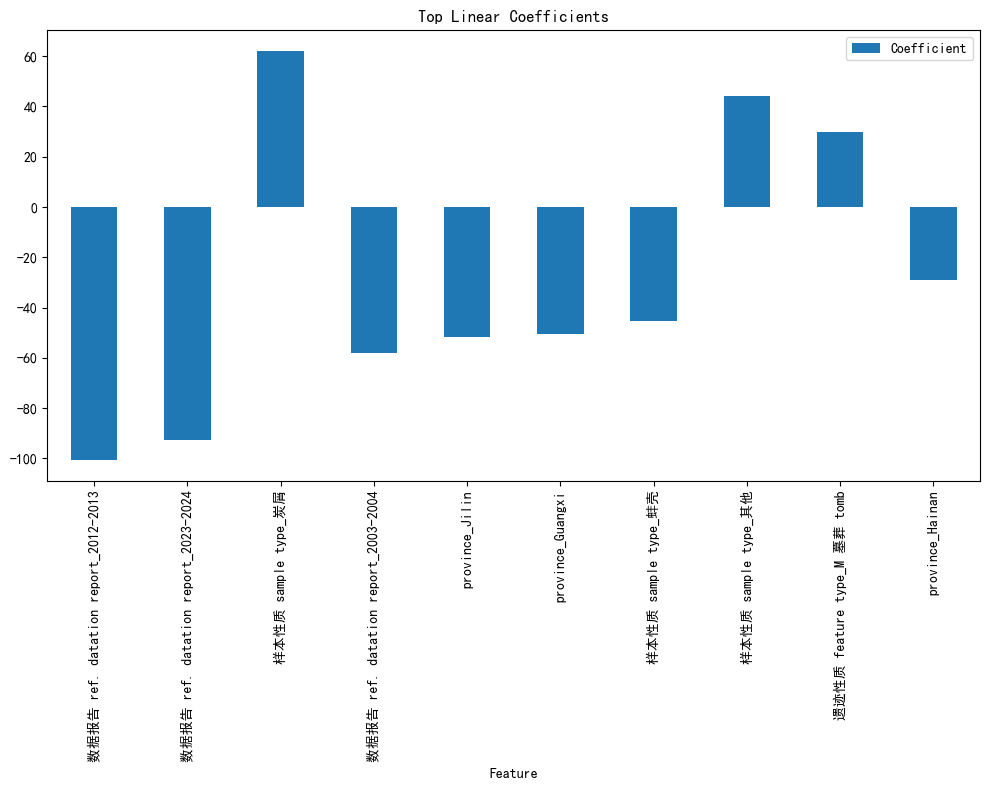 Top Linear Coefficients
Coefficient
60
40
20
0
−20
−40
−60
−80
−100
数据报告 ref. datation report_2012-2013
数据报告 ref. datation report_2023-2024
样本性质 sample type_炭屑
数据报告 ref. datation report_2003-2004
province_Jilin
province_Guangxi
样本性质 sample type_蚌壳
样本性质 sample type_其他
遗迹性质 feature type_M 墓葬 tomb
province_Hainan
Feature